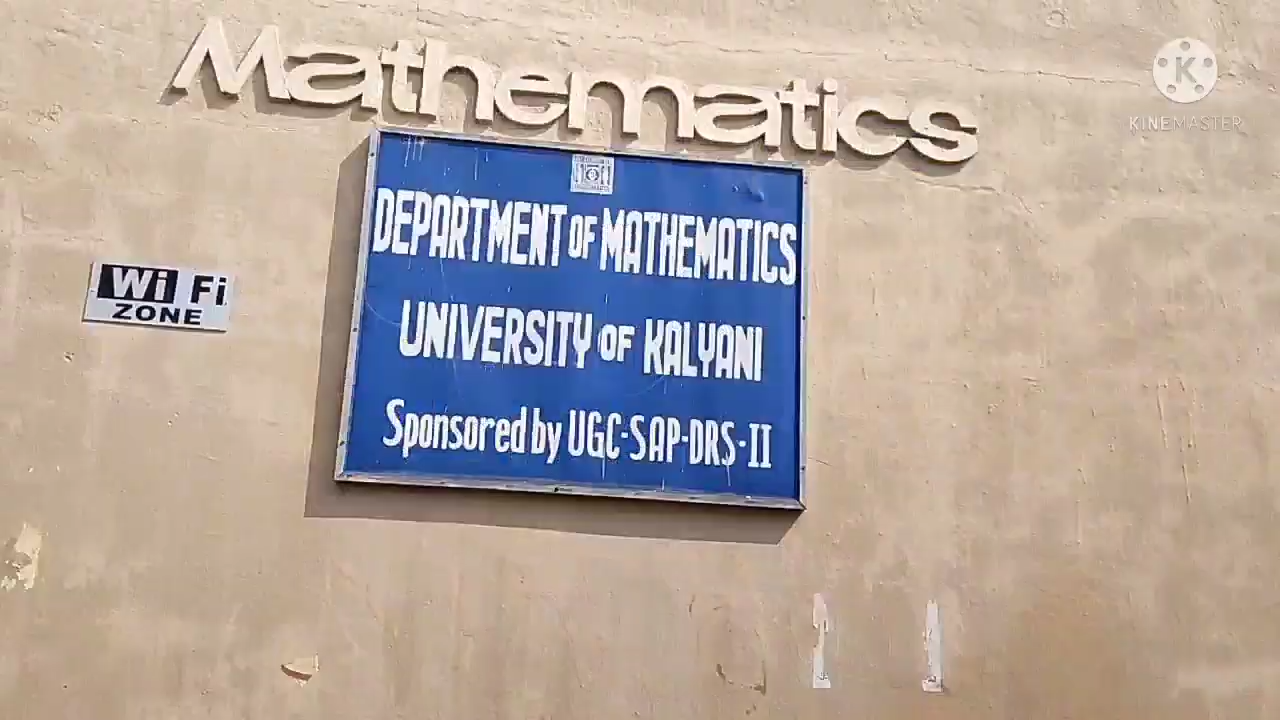 Mathematics
DEPARTMENT OF MATHEMATICS
UNIVERSITY OF KALYANI
Sponsored by UGC-SAP-DRS-II
Wi Fi
ZONE
K
KINEMASTER